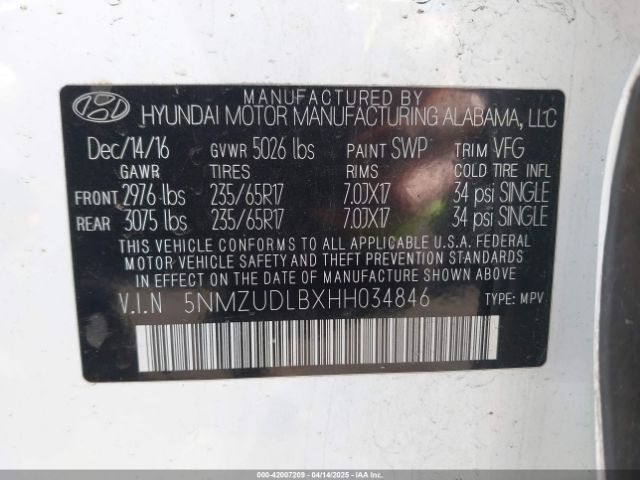 MANUFACTURED BY
HYUNDAI MOTOR MANUFACTURING ALABAMA, LLC
Dec/14/16 GVWR 5026 lbs PAINT SWP TRIM VFG
GAWR TIRES RIMS COLD TIRE INFL
FRONT 2976 lbs 235/65R17 7.0JX17 34 psi SINGLE
REAR 3075 lbs 235/65R17 7.0JX17 34 psi SINGLE
THIS VEHICLE CONFORMS TO ALL APPLICABLE U.S.A. FEDERAL
MOTOR VEHICLE SAFETY AND THEFT PREVENTION STANDARDS
IN EFFECT ON THE DATE OF MANUFACTURE SHOWN ABOVE.
V.I.N 5NMZUDLBXHH034846 TYPE: MPV
000-42007209 - 04/14/2025 - IAAI.COM